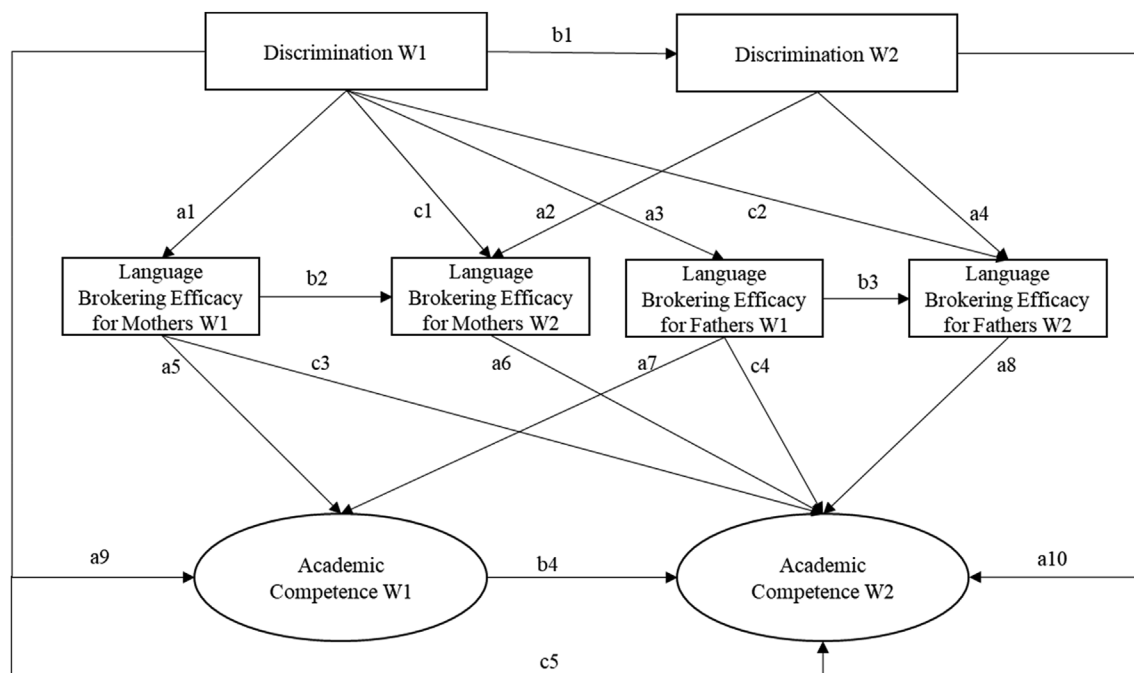 b1
Discrimination W1
Discrimination W2
a1
c1
a2
a3
c2
a4
Language
Brokering Efficacy
for Mothers W1
b2
Language
Brokering Efficacy
for Mothers W2
Language
Brokering Efficacy
for Fathers W1
b3
Language
Brokering Efficacy
for Fathers W2
a5
c3
a6
a7
c4
a8
a9
Academic
Competence W1
b4
Academic
Competence W2
a10
c5